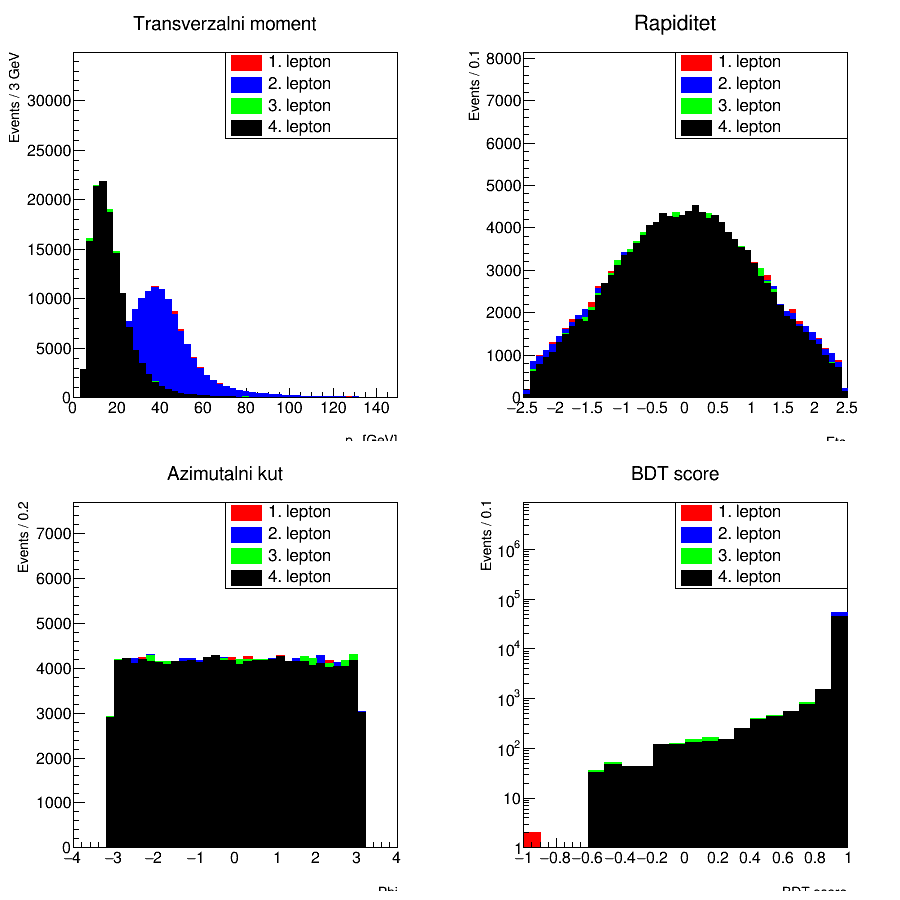 Transverzalni moment
Events / 3 GeV
1. lepton
2. lepton
3. lepton
4. lepton
30000
25000
20000
15000
10000
5000
0
0 20 40 60 80 100 120 140
[GeV]
Rapiditet
Events / 0.1
1. lepton
2. lepton
3. lepton
4. lepton
8000
7000
6000
5000
4000
3000
2000
1000
0
−2.5 −2 −1.5 −1 −0.5 0 0.5 1 1.5 2 2.5
Eta
Azimutalni kut
Events / 0.2
1. lepton
2. lepton
3. lepton
4. lepton
7000
6000
5000
4000
3000
2000
1000
0
−4 −3 −2 −1 0 1 2 3 4
Phi
BDT score
Events / 0.1
1. lepton
2. lepton
3. lepton
4. lepton
10⁶
10⁵
10⁴
10³
10²
10
1
−1 −0.8 −0.6 −0.4 −0.2 0 0.2 0.4 0.6 0.8 1
BDT score